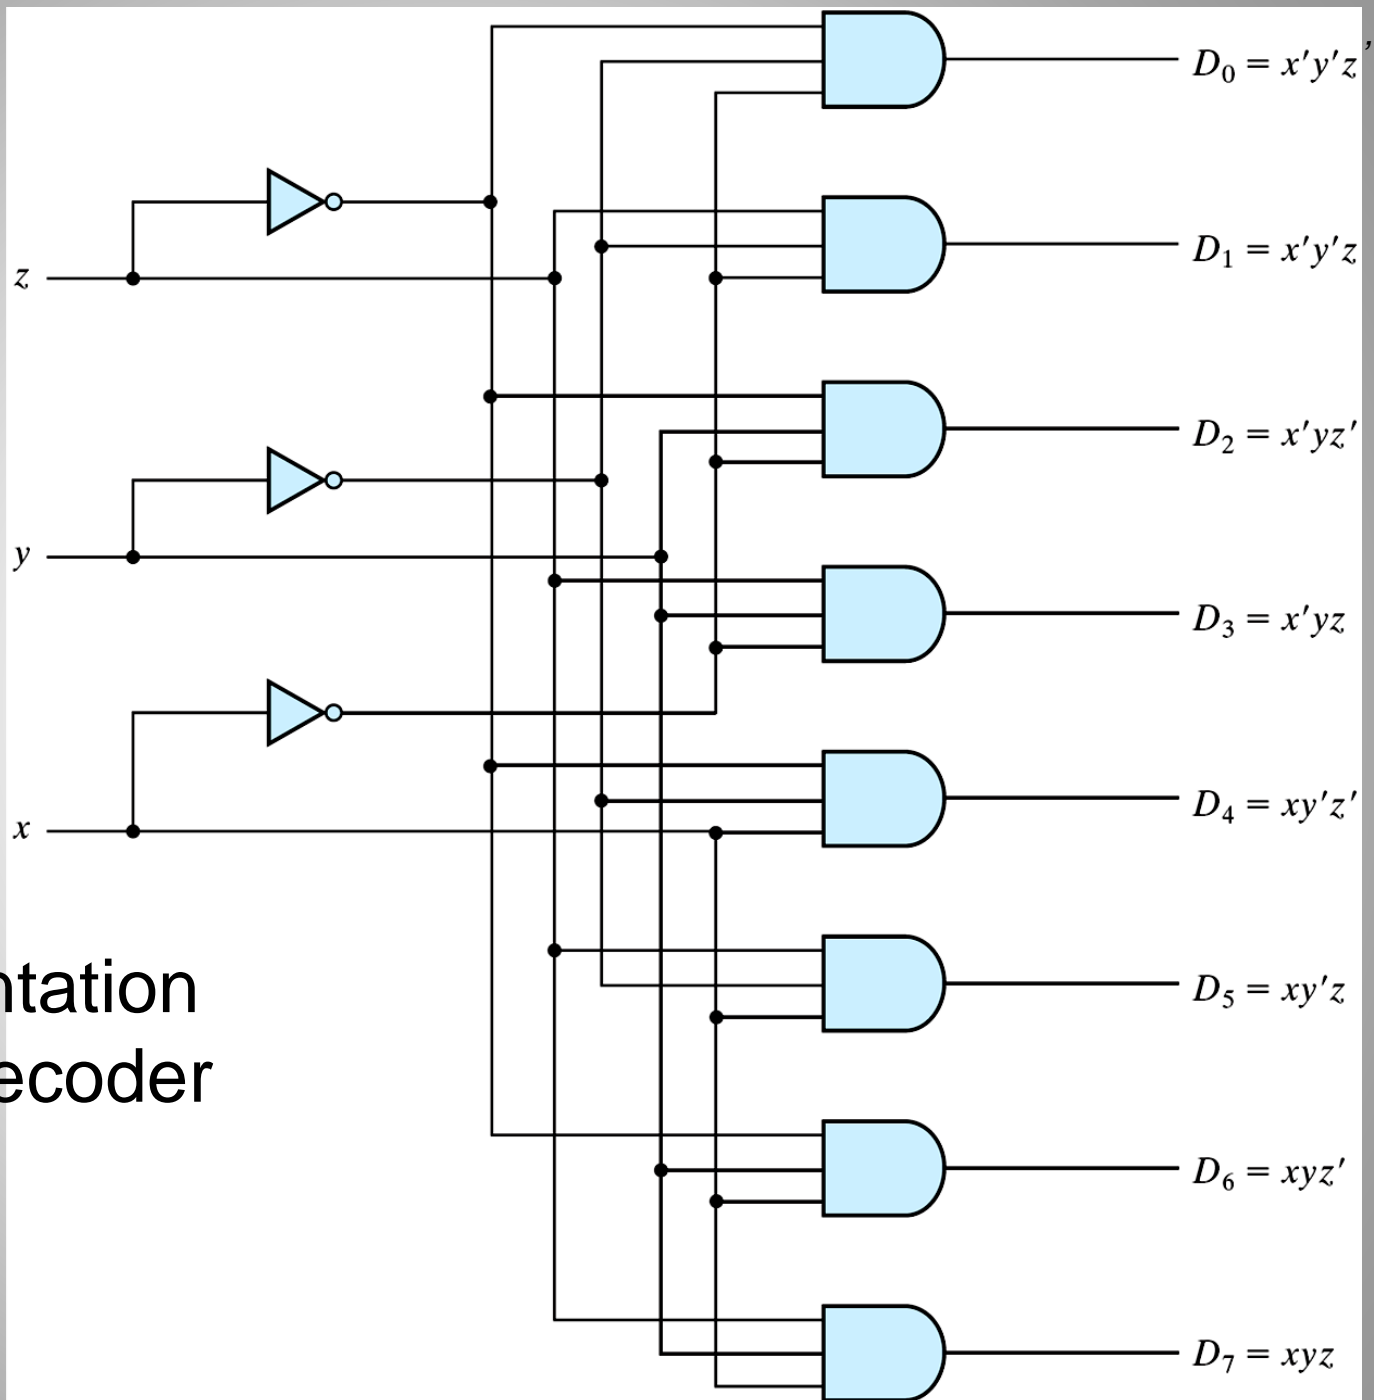 D₀ = x'y'z'
z
D₁ = x'y'z
D₂ = x'yz'
y
D₃ = x'yz
x
D₄ = xy'z'
ntation
D₅ = xy'z
ecoder
D₆ = xyz'
D₇ = xyz